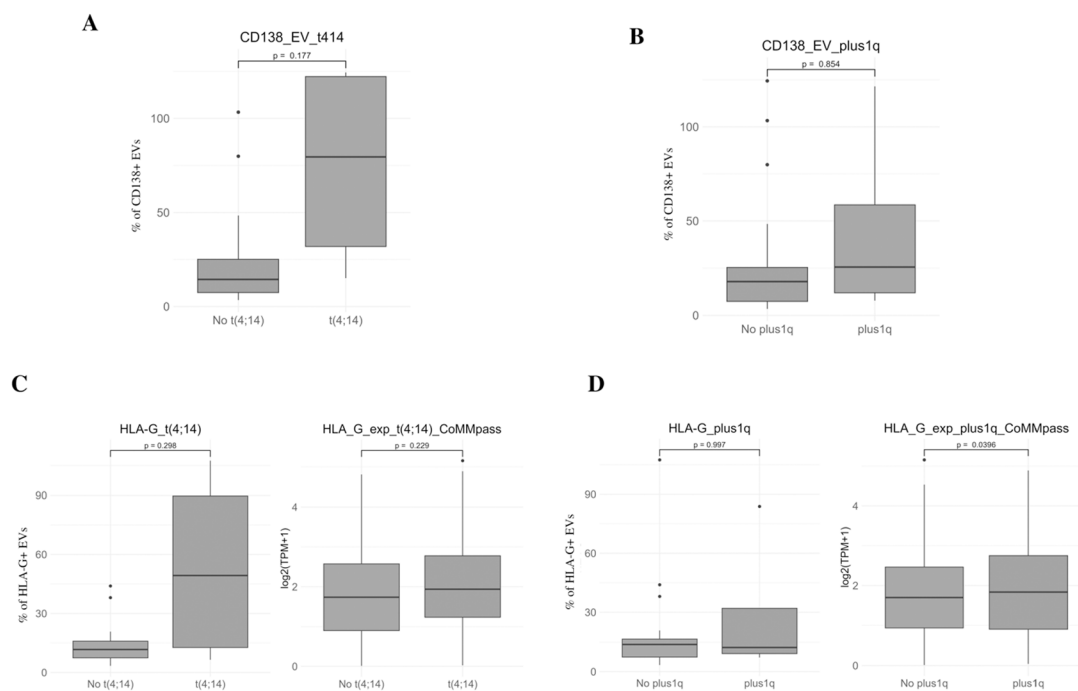 A
CD138_EV_t414
p = 0.177
% of CD138+ EVs
100
50
0
No t(4;14)
t(4;14)
B
CD138_EV_plus1q
p = 0.854
% of CD138+ EVs
100
50
0
No plus1q
plus1q
C
HLA-G_t(4;14)
p = 0.298
% of HLA-G+ EVs
90
60
30
0
No t(4;14)
t(4;14)
HLA_G_exp_t(4;14)_CoMMpass
p = 0.229
log2(TPM+1)
4
2
0
No t(4;14)
t(4;14)
D
HLA-G_plus1q
p = 0.997
% of HLA-G+ EVs
90
60
30
0
No plus1q
plus1q
HLA_G_exp_plus1q_CoMMpass
p = 0.0396
log2(TPM+1)
4
2
0
No plus1q
plus1q